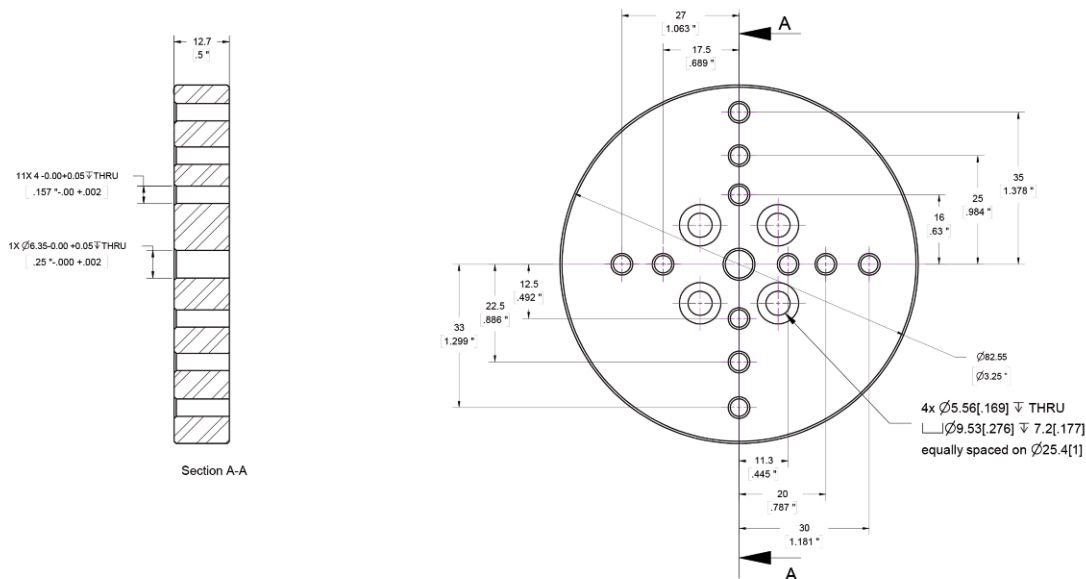 12.7
[.5 "]
11X 4 -0.00+0.05 ↧ THRU
[.157 "-.00 +.002]
1X Ø6.35-0.00 +0.05 ↧ THRU
[.25 "-.000 +.002]
Section A-A
27
[1.063 "]
17.5
[.689 "]
A
35
[1.378 "]
25
[.984 "]
16
[.63 "]
12.5
[.492 "]
22.5
[.886 "]
33
[1.299 "]
Ø82.55
[Ø3.25 "]
4x Ø5.56[.169] ↧ THRU
⌴Ø9.53[.276] ↧ 7.2[.177]
equally spaced on Ø25.4[1]
11.3
[.445 "]
20
[.787 "]
30
[1.181 "]
A